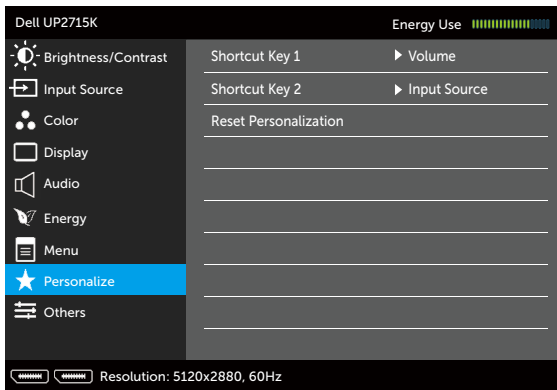 Dell UP2715K
Energy Use
Brightness/Contrast
Shortcut Key 1
Volume
Input Source
Shortcut Key 2
Input Source
Color
Reset Personalization
Display
Audio
Energy
Menu
Personalize
Others
Resolution: 5120x2880, 60Hz